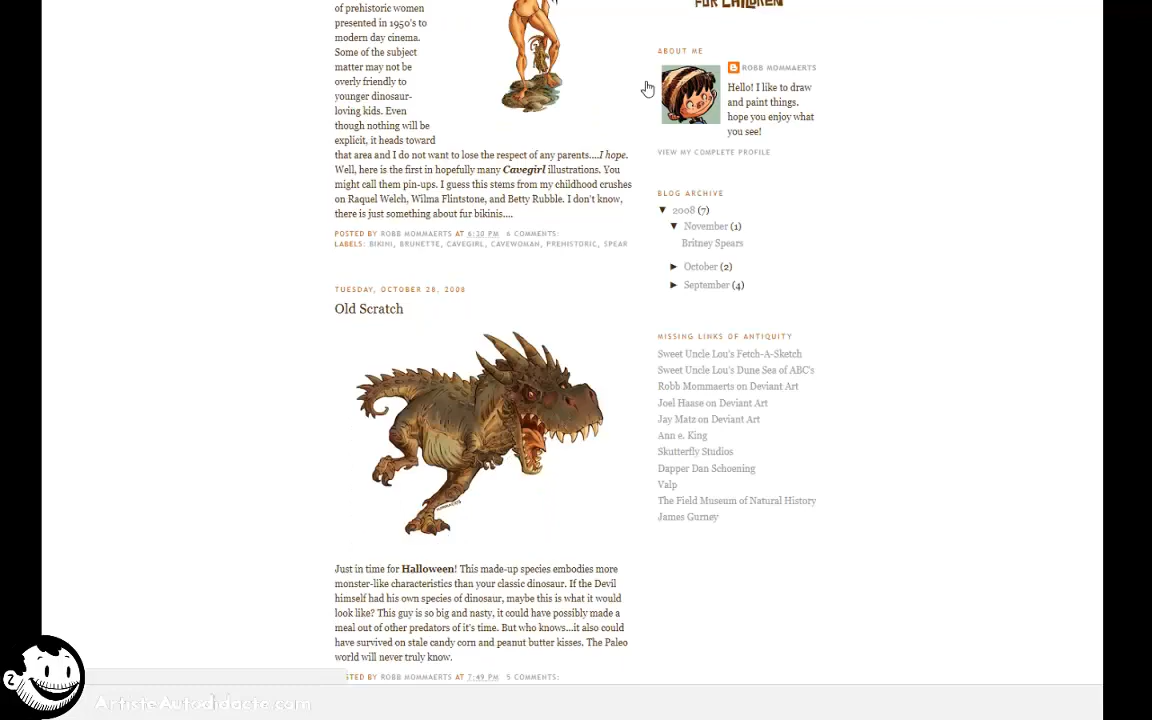 of prehistoric women
presented in 1950's to
modern day cinema.
Some of the subject
matter may not be
overly friendly to
younger dinosaur-
loving kids. Even
though nothing will be
explicit, it heads toward
that area and I do not want to lose the respect of any parents....I hope.
Well, here is the first in hopefully many Cavegirl illustrations. You
might call them pin-ups. I guess this stems from my childhood crushes
on Raquel Welch, Wilma Flintstone, and Betty Rubble. I don't know,
there is just something about fur bikinis....
POSTED BY ROBB MOMMAERTS AT 6:20 PM 6 COMMENTS:
LABELS: BIKINI, BRUNETTE, CAVEGIRL, CAVEWOMAN, PREHISTORIC, SPEAR
TUESDAY, OCTOBER 28, 2008
Old Scratch
Just in time for Halloween! This made-up species embodies more
monster-like characteristics than your classic dinosaur. If the Devil
himself had his own species of dinosaur, maybe this is what it would
look like? This guy is so big and nasty, it could have possibly made a
meal out of other predators of it's time. But who knows...it also could
have survived on stale candy corn and peanut butter kisses. The Paleo
world will never truly know.
POSTED BY ROBB MOMMAERTS AT 7:49 PM 5 COMMENTS:
FUR CHILDREN
ABOUT ME
ROBB MOMMAERTS
Hello! I like to draw
and paint things.
hope you enjoy what
you see!
VIEW MY COMPLETE PROFILE
BLOG ARCHIVE
▼ 2008 (7)
▼ November (1)
Britney Spears
► October (2)
► September (4)
MISSING LINKS OF ANTIQUITY
Sweet Uncle Lou's Fetch-A-Sketch
Sweet Uncle Lou's Dune Sea of ABC's
Robb Mommaerts on Deviant Art
Joel Haase on Deviant Art
Jay Matz on Deviant Art
Ann e. King
Skutterfly Studios
Dapper Dan Schoening
Valp
The Field Museum of Natural History
James Gurney
ArtisteAutodidacte.com